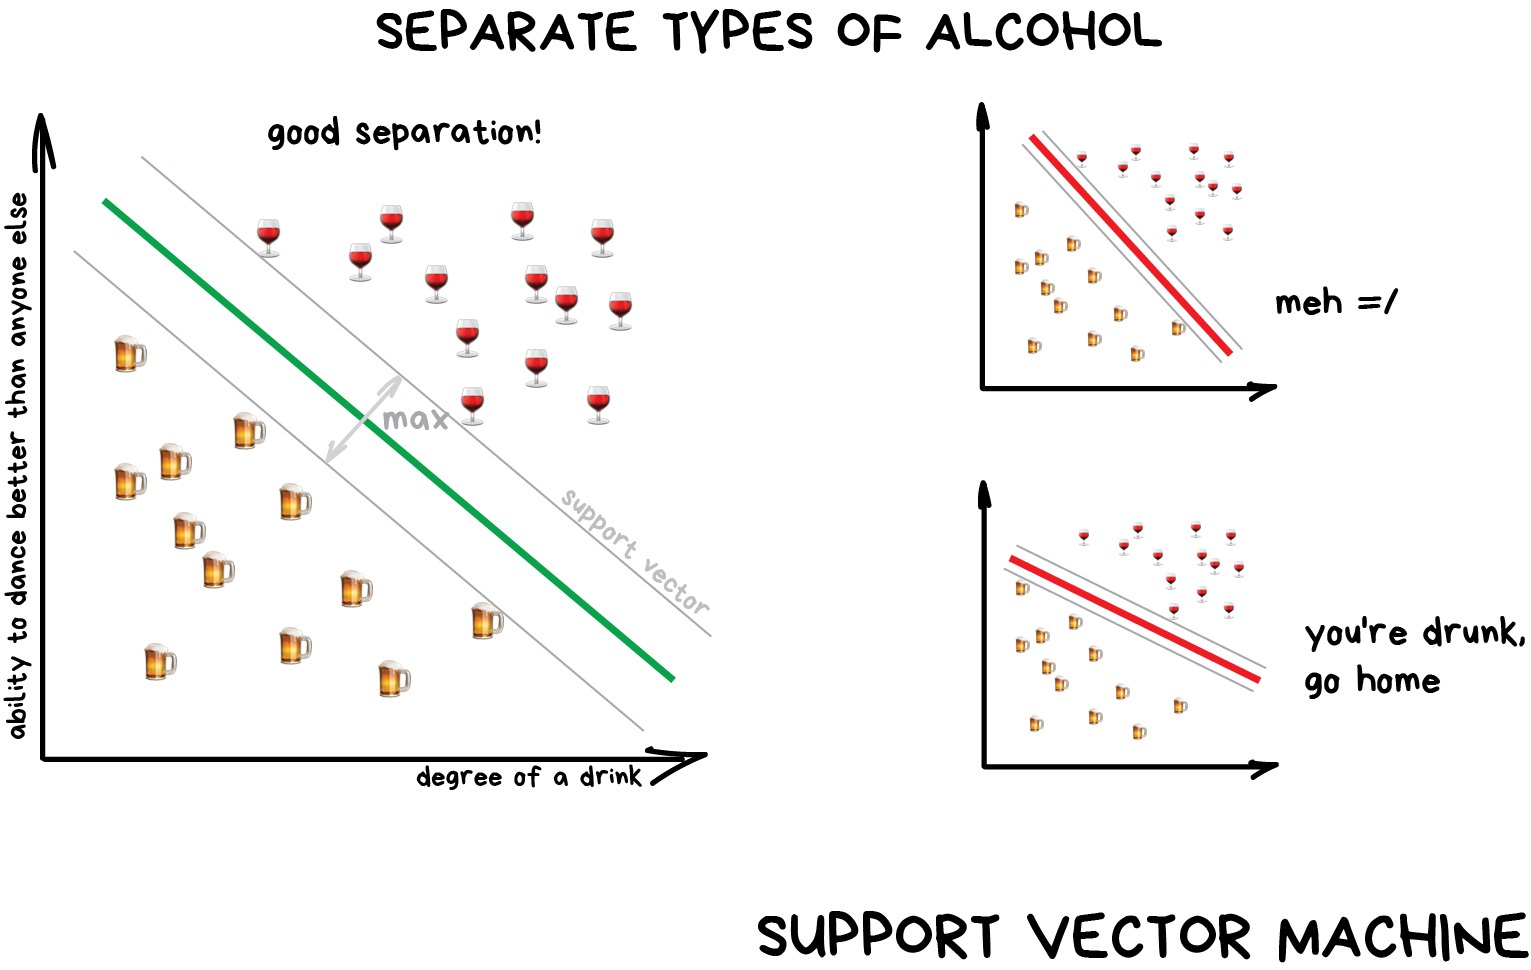 SEPARATE TYPES OF ALCOHOL
good separation!
ability to dance better than anyone else
max
support vector
degree of a drink
meh =/
you're drunk,
go home
SUPPORT VECTOR MACHINE